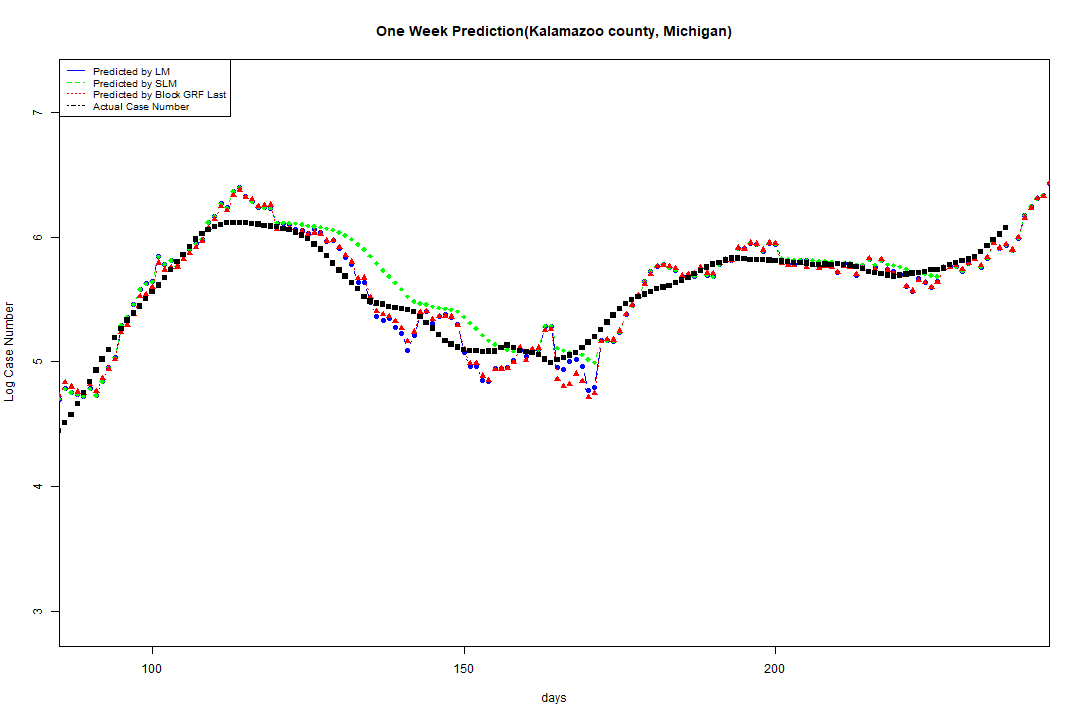 One Week Prediction(Kalamazoo county, Michigan)
Predicted by LM
Predicted by SLM
Predicted by Block GRF Last
Actual Case Number
7
6
5
4
3
Log Case Number
100 150 200
days